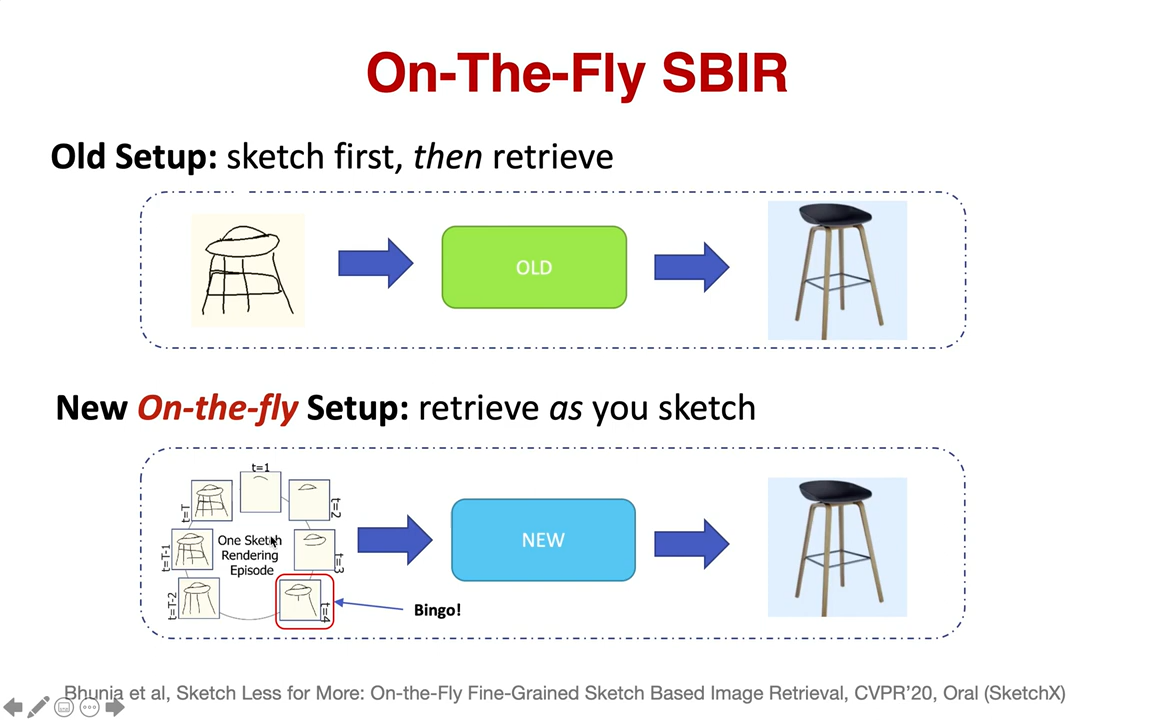 On-The-Fly SBIR
Old Setup: sketch first, then retrieve
OLD
New On-the-fly Setup: retrieve as you sketch
t=1
t=2
t=3
t=4
t=T-2
t=T-1
t=T
One Sketch
Rendering
Episode
NEW
Bingo!
Bhunia et al, Sketch Less for More: On-the-Fly Fine-Grained Sketch Based Image Retrieval, CVPR’20, Oral (SketchX)